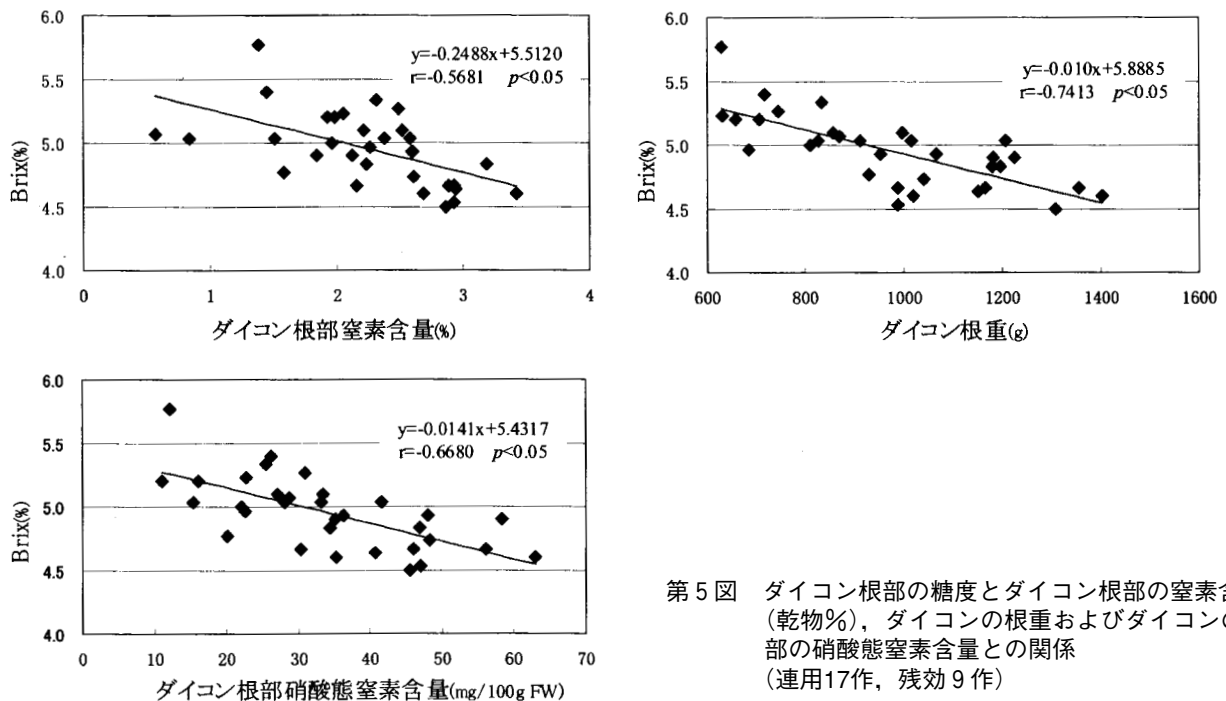 6.0
5.5
5.0
4.5
4.0
Brix(%)
y=-0.2488x+5.5120
r=-0.5681 p<0.05
0 1 2 3 4
ダイコン根部窒素含量(%)
6.0
5.5
5.0
4.5
4.0
Brix(%)
y=-0.010x+5.8885
r=-0.7413 p<0.05
600 800 1000 1200 1400 1600
ダイコン根重(g)
6.0
5.5
5.0
4.5
4.0
Brix(%)
y=-0.0141x+5.4317
r=-0.6680 p<0.05
0 10 20 30 40 50 60 70
ダイコン根部硝酸態窒素含量(mg/100g FW)
第5図 ダイコン根部の糖度とダイコン根部の窒素含
(乾物%),ダイコンの根重およびダイコンの
部の硝酸態窒素含量との関係
(連用17作,残効9作)